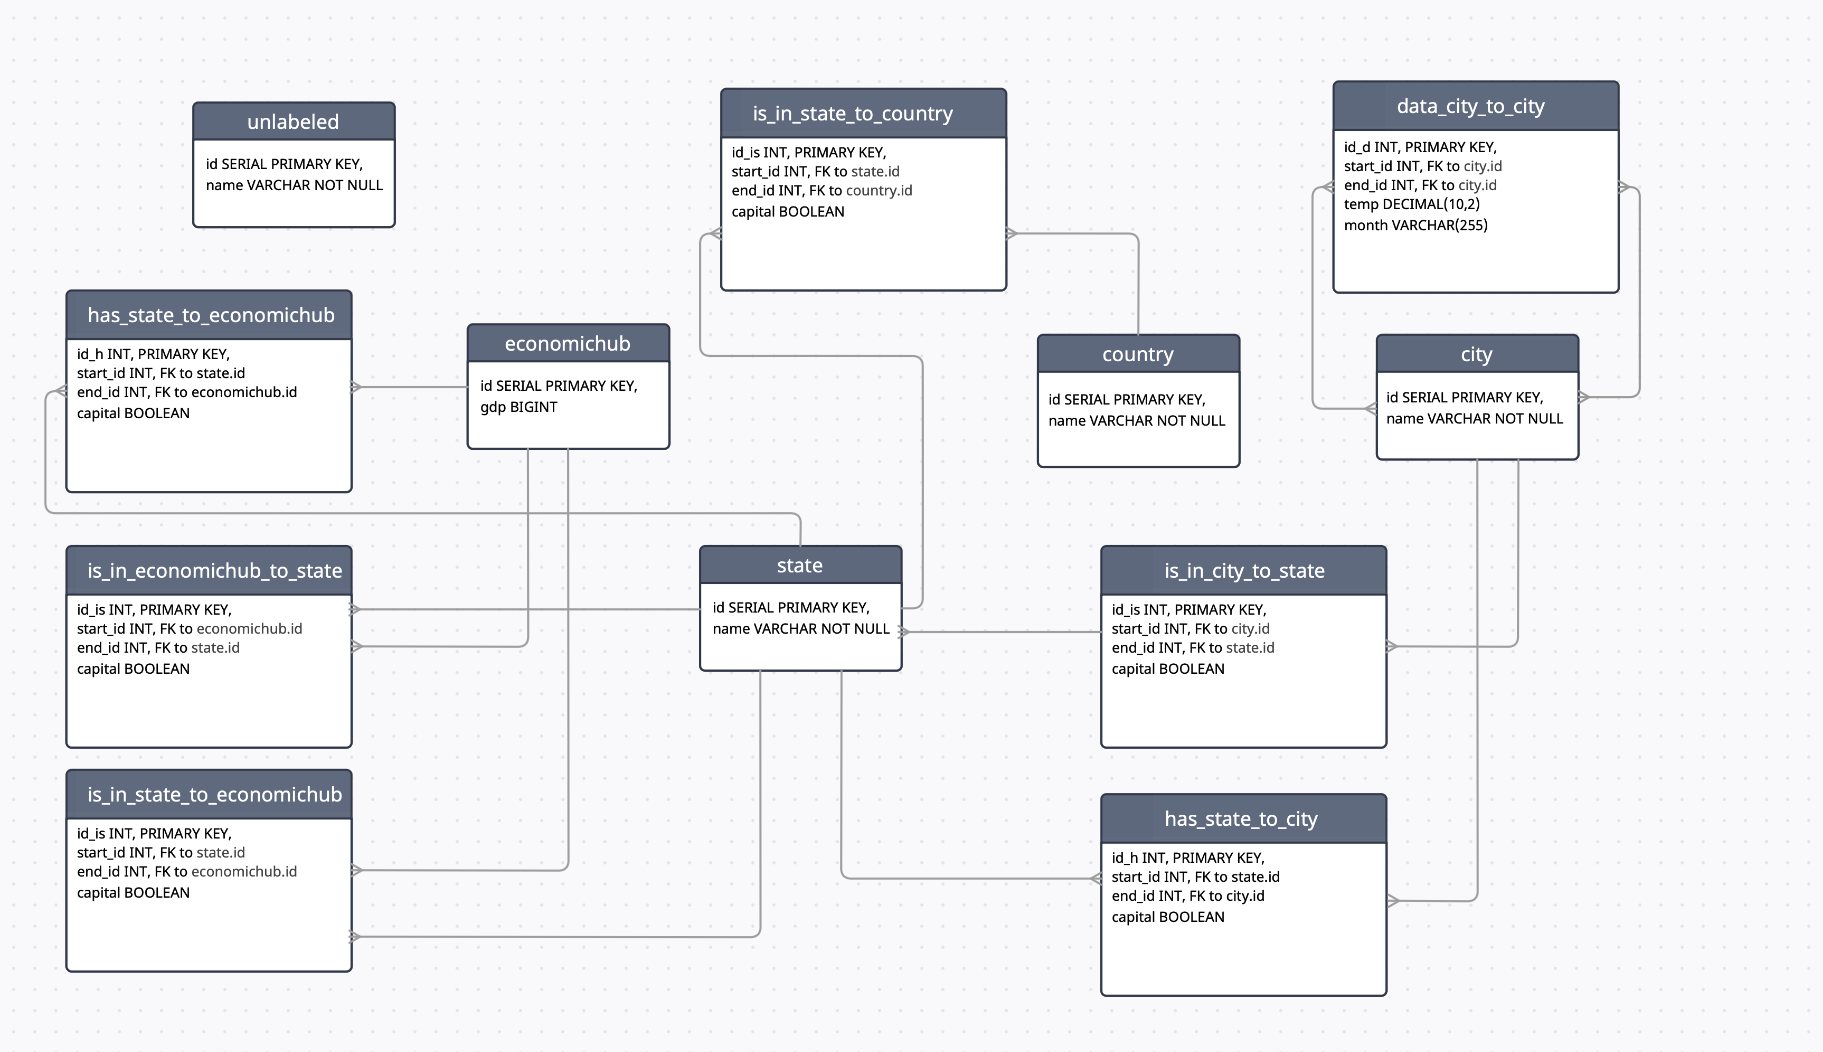 unlabeled
id SERIAL PRIMARY KEY,
name VARCHAR NOT NULL
is_in_state_to_country
id_is INT, PRIMARY KEY,
start_id INT, FK to state.id
end_id INT, FK to country.id
capital BOOLEAN
data_city_to_city
id_d INT, PRIMARY KEY,
start_id INT, FK to city.id
end_id INT, FK to city.id
temp DECIMAL(10,2)
month VARCHAR(255)
has_state_to_economichub
id_h INT, PRIMARY KEY,
start_id INT, FK to state.id
end_id INT, FK to economichub.id
capital BOOLEAN
economichub
id SERIAL PRIMARY KEY,
gdp BIGINT
country
id SERIAL PRIMARY KEY,
name VARCHAR NOT NULL
city
id SERIAL PRIMARY KEY,
name VARCHAR NOT NULL
is_in_economichub_to_state
id_is INT, PRIMARY KEY,
start_id INT, FK to economichub.id
end_id INT, FK to state.id
capital BOOLEAN
state
id SERIAL PRIMARY KEY,
name VARCHAR NOT NULL
is_in_city_to_state
id_is INT, PRIMARY KEY,
start_id INT, FK to city.id
end_id INT, FK to state.id
capital BOOLEAN
is_in_state_to_economichub
id_is INT, PRIMARY KEY,
start_id INT, FK to state.id
end_id INT, FK to economichub.id
capital BOOLEAN
has_state_to_city
id_h INT, PRIMARY KEY,
start_id INT, FK to state.id
end_id INT, FK to city.id
capital BOOLEAN